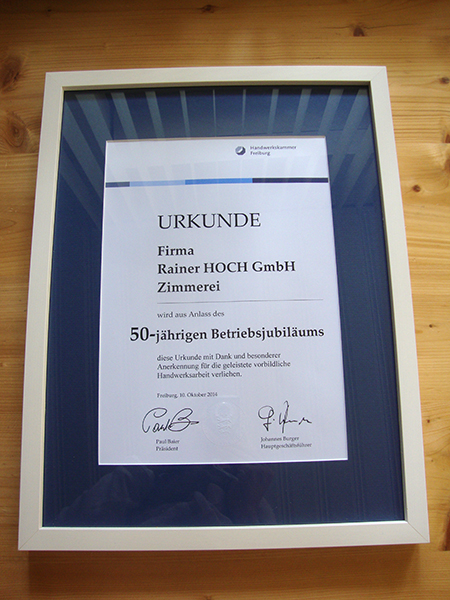 Handwerkskammer
Freiburg
URKUNDE
Firma
Rainer HOCH GmbH
Zimmerei
wird aus Anlass des
50-jährigen Betriebsjubiläums
diese Urkunde mit Dank und besonderer
Anerkennung für die geleistete vorbildliche
Handwerksarbeit verliehen.
Freiburg, 10. Oktober 2014
Paul Baier
Präsident
Johannes Burger
Hauptgeschäftsführer